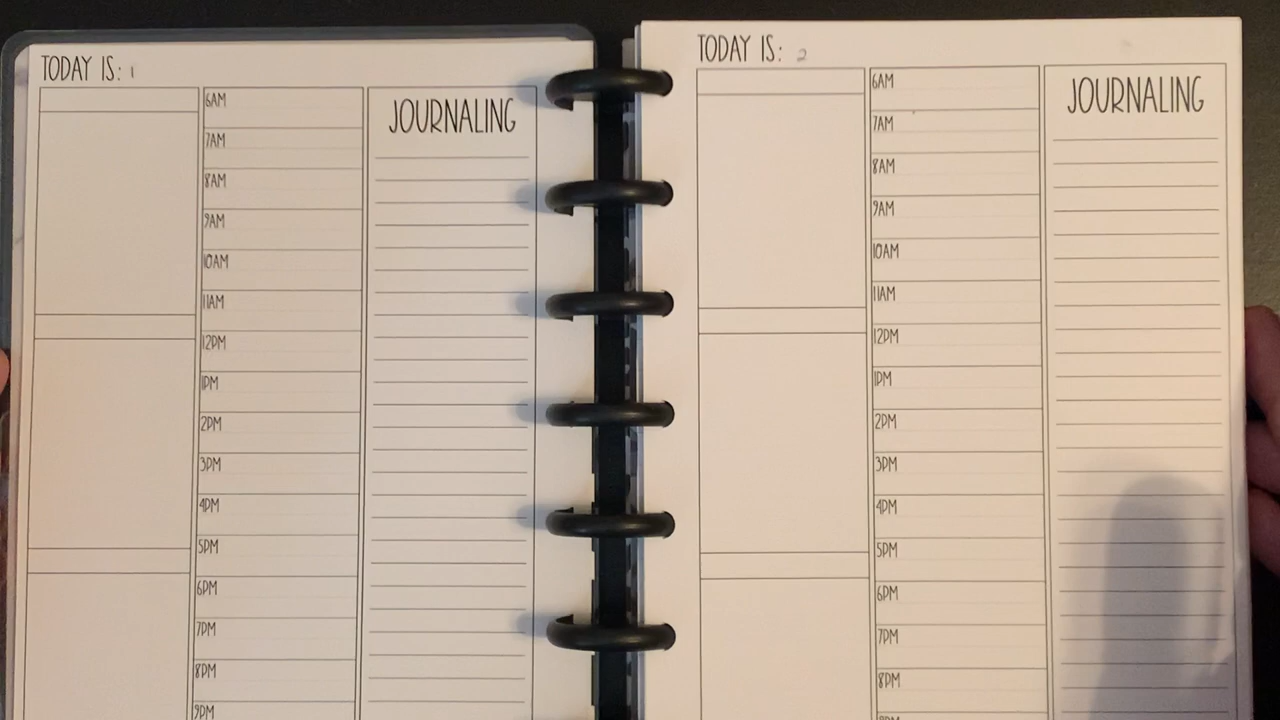 TODAY IS: 1
JOURNALING
6AM
7AM
8AM
9AM
10AM
11AM
12PM
1PM
2PM
3PM
4PM
5PM
6PM
7PM
8PM
9PM
TODAY IS: 2
JOURNALING
6AM
7AM
8AM
9AM
10AM
11AM
12PM
1PM
2PM
3PM
4PM
5PM
6PM
7PM
8PM